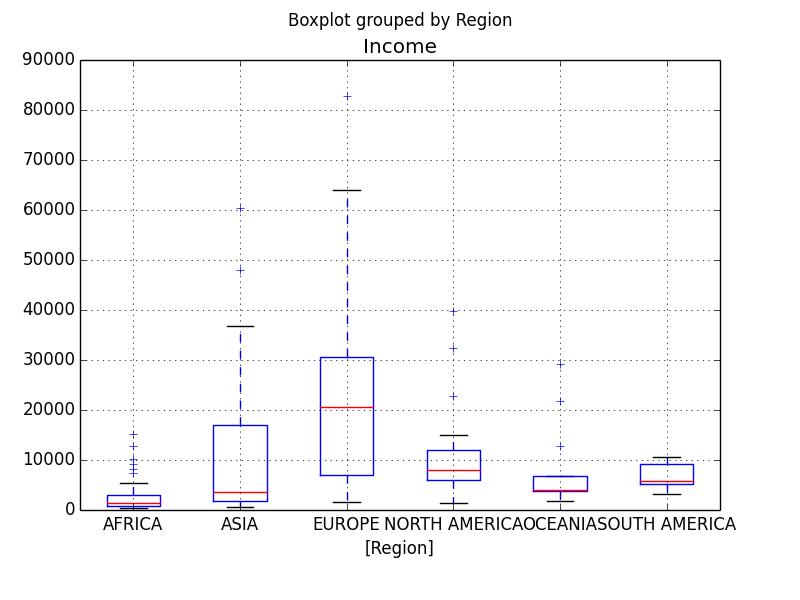 Boxplot grouped by Region
Income
90000
80000
70000
60000
50000
40000
30000
20000
10000
0
AFRICA ASIA EUROPE NORTH AMERICA OCEANIA SOUTH AMERICA
[Region]